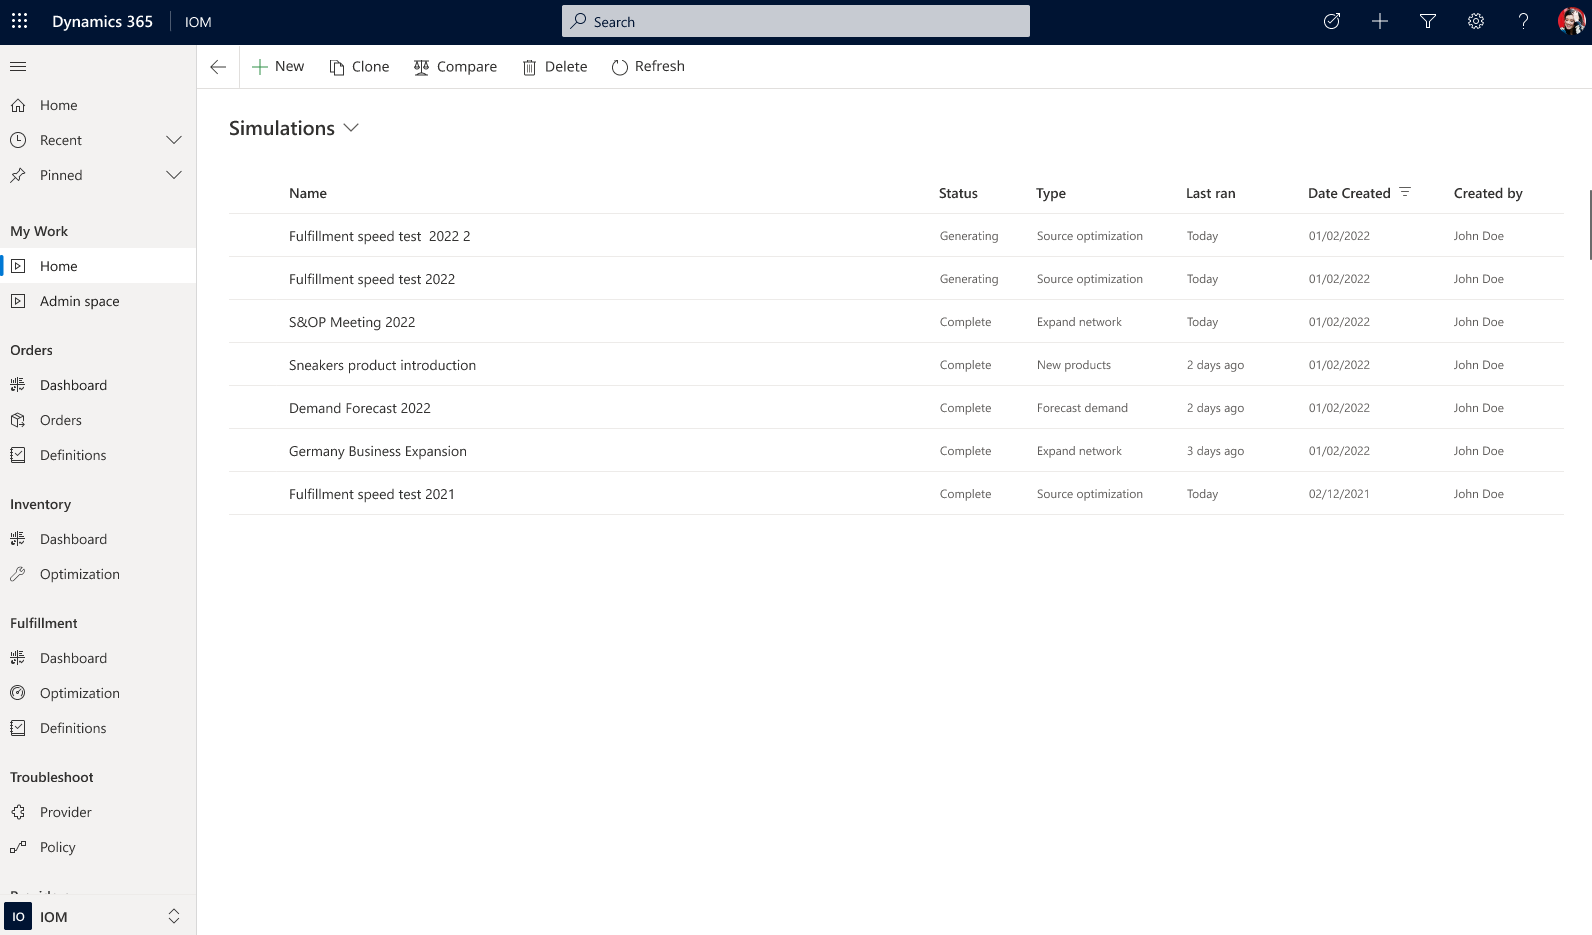 Dynamics 365 IOM Search
New Clone Compare Delete Refresh
Home
Recent
Pinned
My Work
Home
Admin space
Orders
Dashboard
Orders
Definitions
Inventory
Dashboard
Optimization
Fulfillment
Dashboard
Optimization
Definitions
Troubleshoot
Provider
Policy
IO IOM
Simulations
Name Status Type Last ran Date Created Created by
Fulfillment speed test 2022 2 Generating Source optimization Today 01/02/2022 John Doe
Fulfillment speed test 2022 Generating Source optimization Today 01/02/2022 John Doe
S&OP Meeting 2022 Complete Expand network Today 01/02/2022 John Doe
Sneakers product introduction Complete New products 2 days ago 01/02/2022 John Doe
Demand Forecast 2022 Complete Forecast demand 2 days ago 01/02/2022 John Doe
Germany Business Expansion Complete Expand network 3 days ago 01/02/2022 John Doe
Fulfillment speed test 2021 Complete Source optimization Today 02/12/2021 John Doe